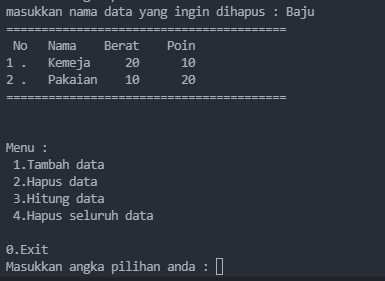 masukkan nama data yang ingin dihapus : Baju
========================================
 No   Nama    Berat    Poin
1 .   Kemeja     20      10
2 .   Pakaian    10      20
========================================
Menu :
 1.Tambah data
 2.Hapus data
 3.Hitung data
 4.Hapus seluruh data
0.Exit
Masukkan angka pilihan anda :